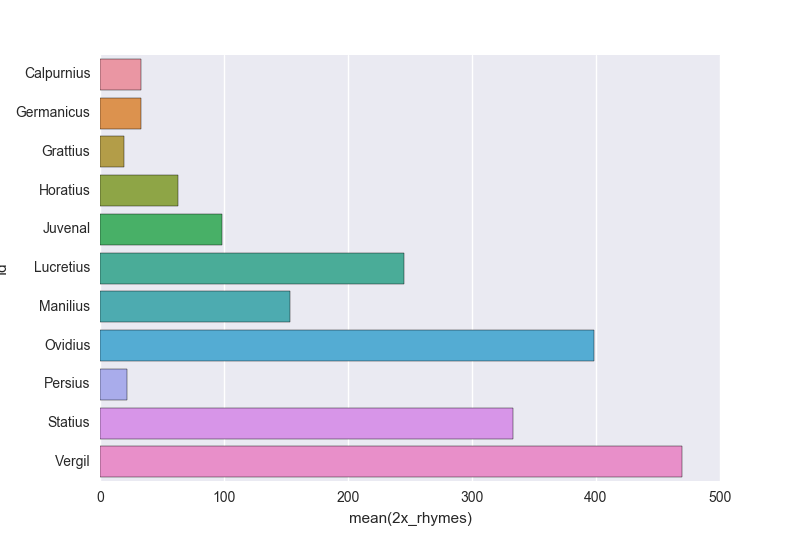 Calpurnius
Germanicus
Grattius
Horatius
Juvenal
Lucretius
Manilius
Ovidius
Persius
Statius
Vergil
0 100 200 300 400 500
mean(2x_rhymes)